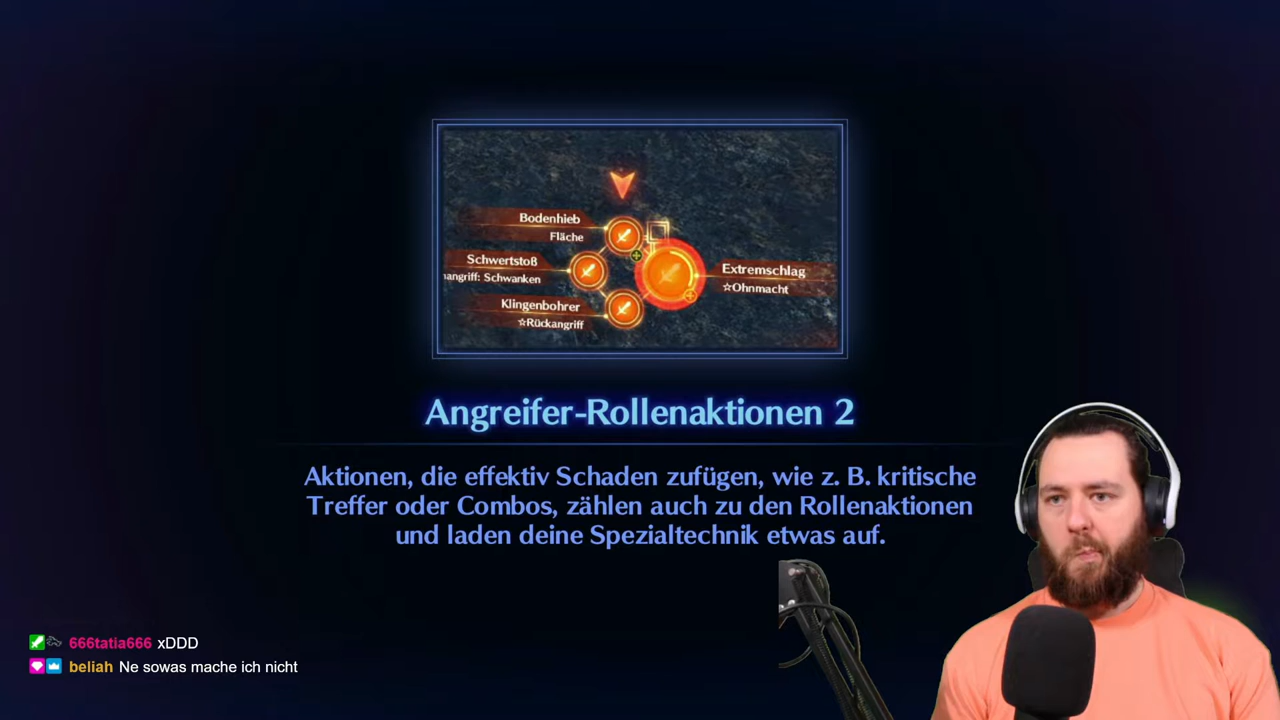 Bodenhieb
Fläche
Schwertstoß
angriff: Schwanken
Klingenbohrer
☆Rückangriff
Extremschlag
☆Ohnmacht
Angreifer-Rollenaktionen 2
Aktionen, die effektiv Schaden zufügen, wie z. B. kritische
Treffer oder Combos, zählen auch zu den Rollenaktionen
und laden deine Spezialtechnik etwas auf.
666tatia666 xDDD
beliah Ne sowas mache ich nicht